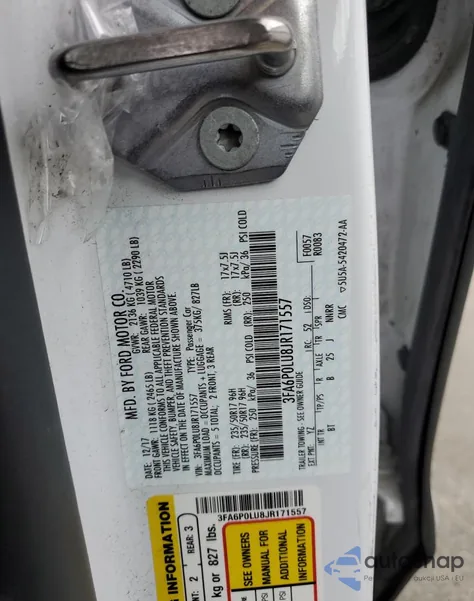 MFD. BY FORD MOTOR CO.
12/17 GVWR: 2136 KG ( 4710 LB)
FRONT GAWR: 1118 KG ( 2465 LB) REAR GAWR: 1039 KG ( 2290 LB)
THIS VEHICLE CONFORMS TO ALL APPLICABLE FEDERAL MOTOR
VEHICLE SAFETY, BUMPER, AND THEFT PREVENTION STANDARDS
IN EFFECT ON THE DATE OF MANUFACTURE SHOWN ABOVE.
VIN: 3FA6P0LU8JR171557 TYPE: Passenger Car
MAXIMUM LOAD = OCCUPANTS + LUGGAGE = 375KG/ 827LB
OCCUPANTS: 5 TOTAL: 2 FRONT, 3 REAR
TIRE (FR): 235/50R17 96H RIMS (FR): 17x7.5J
(RR): 235/50R17 96H (RR): 17x7.5J
PRESSURE(FR): 250 kPa/ 36 PSI COLD (RR): 250 kPa/ 36 PSI COLD
3FA6P0LU8JR171557
F0057
R0083
TRAILER TOWING - SEE OWNER GUIDE
EXT PNT: YZ RC: 52 DSO:
INT TR TP/PS R AXLE TR SPR
BT B 25 J NNRR
CMC 5U5A-5420472-AA
3FA6P0LU8JR171557
INFORMATION
2 REAR: 3
kg or 827 lbs.
SEE OWNERS
MANUAL FOR
ADDITIONAL
INFORMATION
PSI
PSI
autosnap